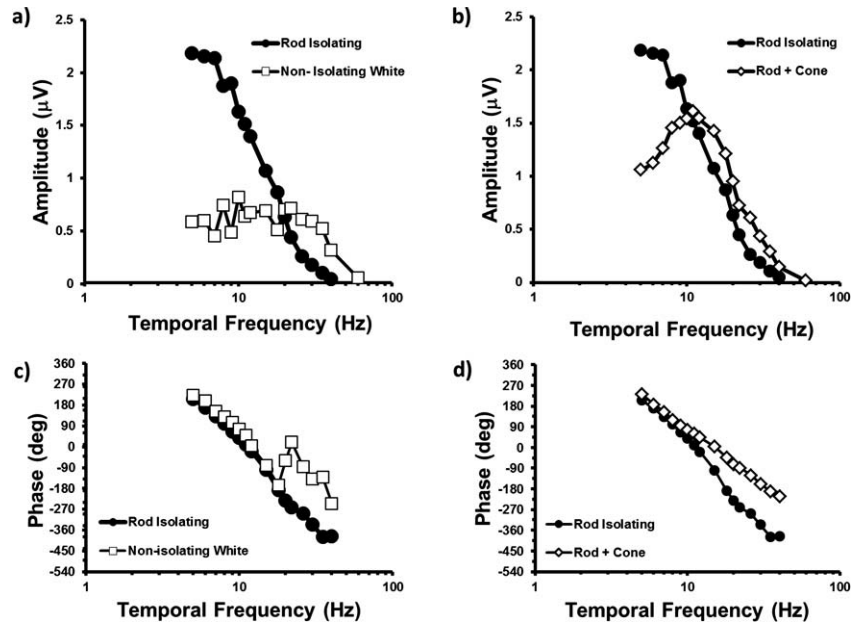 a)
2.5
2
1.5
1
0.5
0
Amplitude (μV)
Rod Isolating
Non- Isolating White
1 10 100
Temporal Frequency (Hz)
b)
2.5
2
1.5
1
0.5
0
Amplitude (μV)
Rod Isolating
Rod + Cone
1 10 100
Temporal Frequency (Hz)
c)
360
270
180
90
0
-90
-180
-270
-360
-450
-540
Phase (deg)
Rod Isolating
Non-isolating White
1 10 100
Temporal Frequency (Hz)
d)
360
270
180
90
0
-90
-180
-270
-360
-450
-540
Phase (deg)
Rod Isolating
Rod + Cone
1 10 100
Temporal Frequency (Hz)